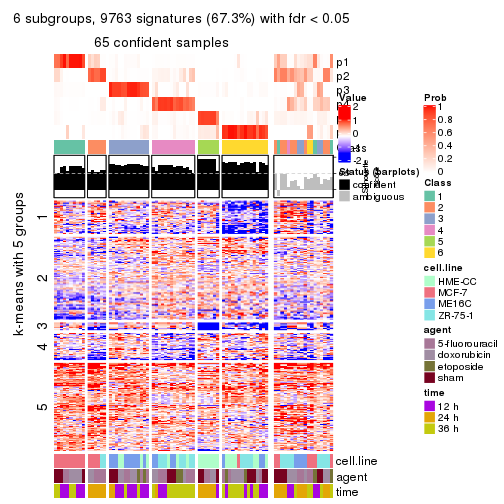 6 subgroups, 9763 signatures (67.3%) with fdr < 0.05
65 confident samples
p1
p2
p3
k-means with 5 groups
1
2
3
4
5
cell.line
agent
time
Value
2
1
0
-1
-2
Status (barplots)
confident
ambiguous
Prob
1
0.8
0.6
0.4
0.2
0
Class
1
2
3
4
5
6
cell.line
HME-CC
MCF-7
ME16C
ZR-75-1
agent
5-fluorouracil
doxorubicin
etoposide
sham
time
12 h
24 h
36 h